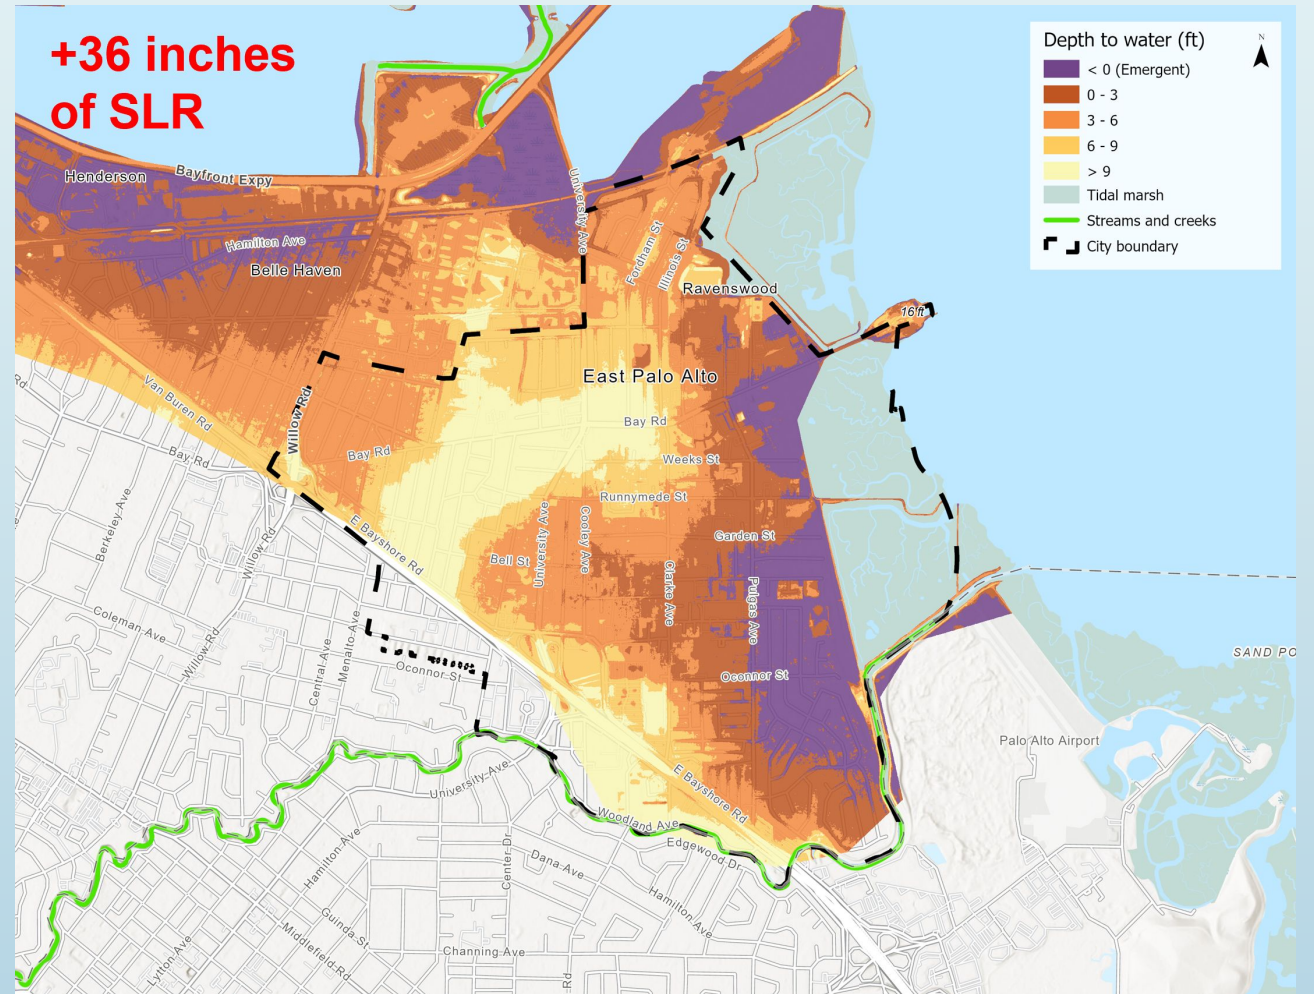 +36 inches
of SLR
Depth to water (ft)
N
< 0 (Emergent)
0 - 3
3 - 6
6 - 9
> 9
Tidal marsh
Streams and creeks
City boundary
Henderson
Bayfront Expy
University Ave
Hamilton Ave
Belle Haven
Fordham St
Illinois St
Ravenswood
16 ft
Rd
Van Buren Rd
East Palo Alto
Willow Rd
Bay Rd
Bay Rd
Bay Rd
Weeks St
Runnymede St
Berkeley Ave
University Ave
Cooley Ave
Garden St
E Bayshore Rd
Willow Rd
Bell St
Clarke Ave
Pulgas Ave
Coleman Ave
Willow Rd
Central Ave
Menalto Ave
Oconnor St
Oconnor St
SAND PO
Palo Alto Airport
University Ave
E Bayshore Rd
Woodland Ave
Edgewood Dr
Hamilton Ave
Center Dr
Dana Ave
Hamilton Ave
Guinda St
Middlefield Rd
Lytton Ave
Channing Ave
Rd